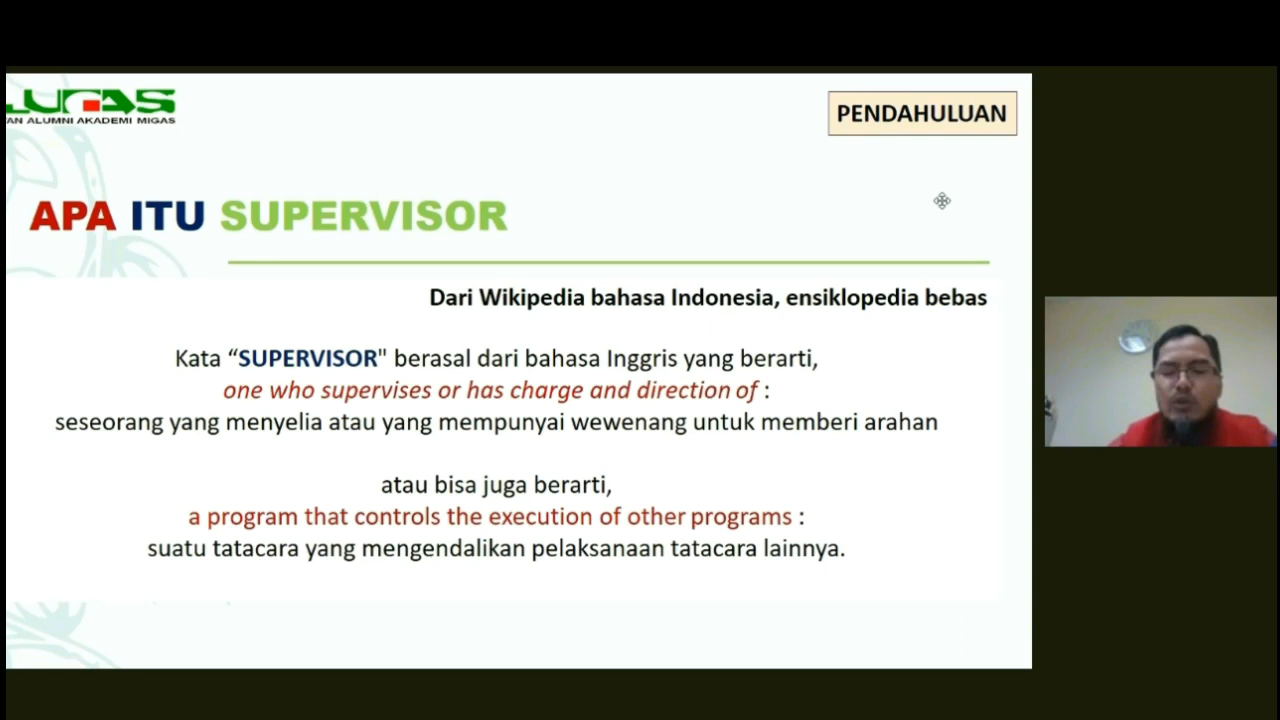 AN ALUMNI AKADEMI MIGAS
PENDAHULUAN
APA ITU SUPERVISOR
Dari Wikipedia bahasa Indonesia, ensiklopedia bebas
Kata “SUPERVISOR" berasal dari bahasa Inggris yang berarti,
one who supervises or has charge and direction of :
seseorang yang menyelia atau yang mempunyai wewenang untuk memberi arahan
atau bisa juga berarti,
a program that controls the execution of other programs :
suatu tatacara yang mengendalikan pelaksanaan tatacara lainnya.